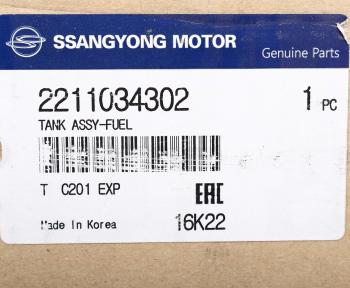 SSANGYONG MOTOR
Genuine Parts
2211034302 1 PC
TANK ASSY-FUEL
T C201 EXP
EAC
Made In Korea 16K22